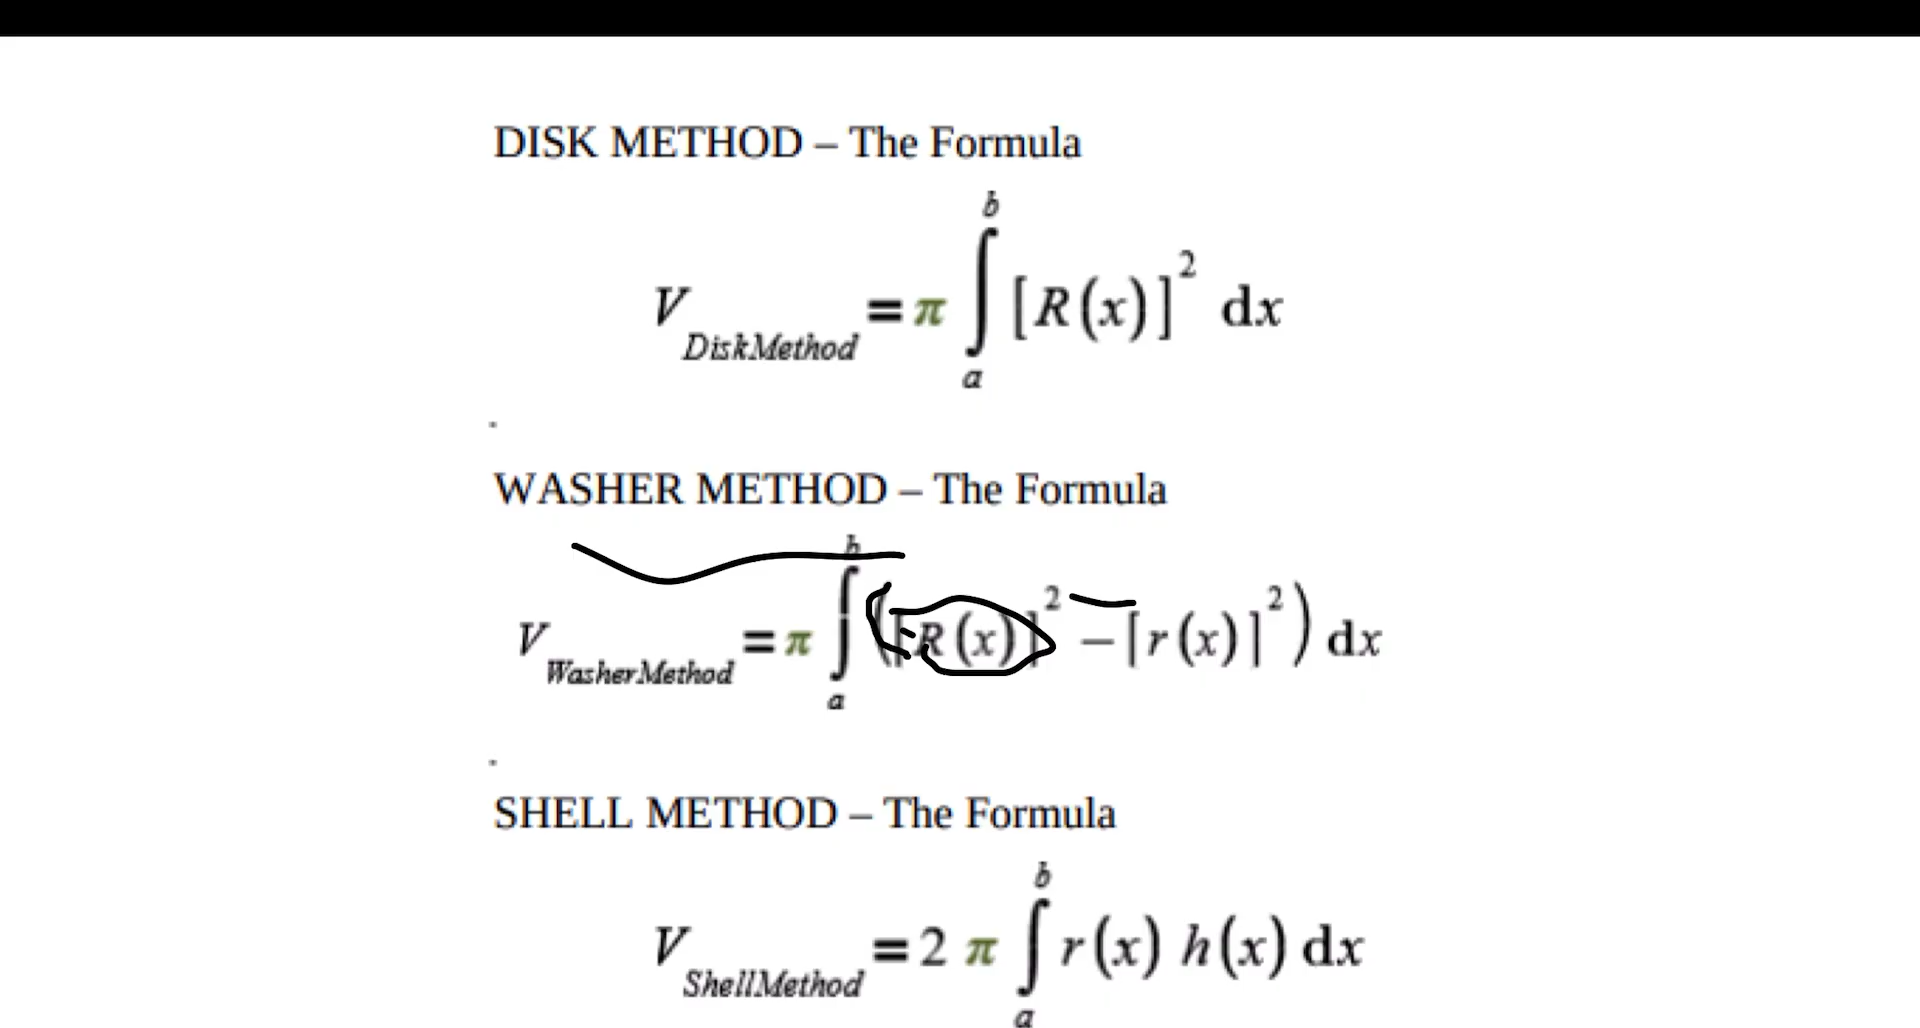 DISK METHOD – The Formula
V_DiskMethod = π ∫_a^b [R(x)]^2 dx
.
WASHER METHOD – The Formula
V_WasherMethod = π ∫_a^b ([R(x)]^2 − [r(x)]^2) dx
.
SHELL METHOD – The Formula
V_ShellMethod = 2 π ∫_a^b r(x) h(x) dx